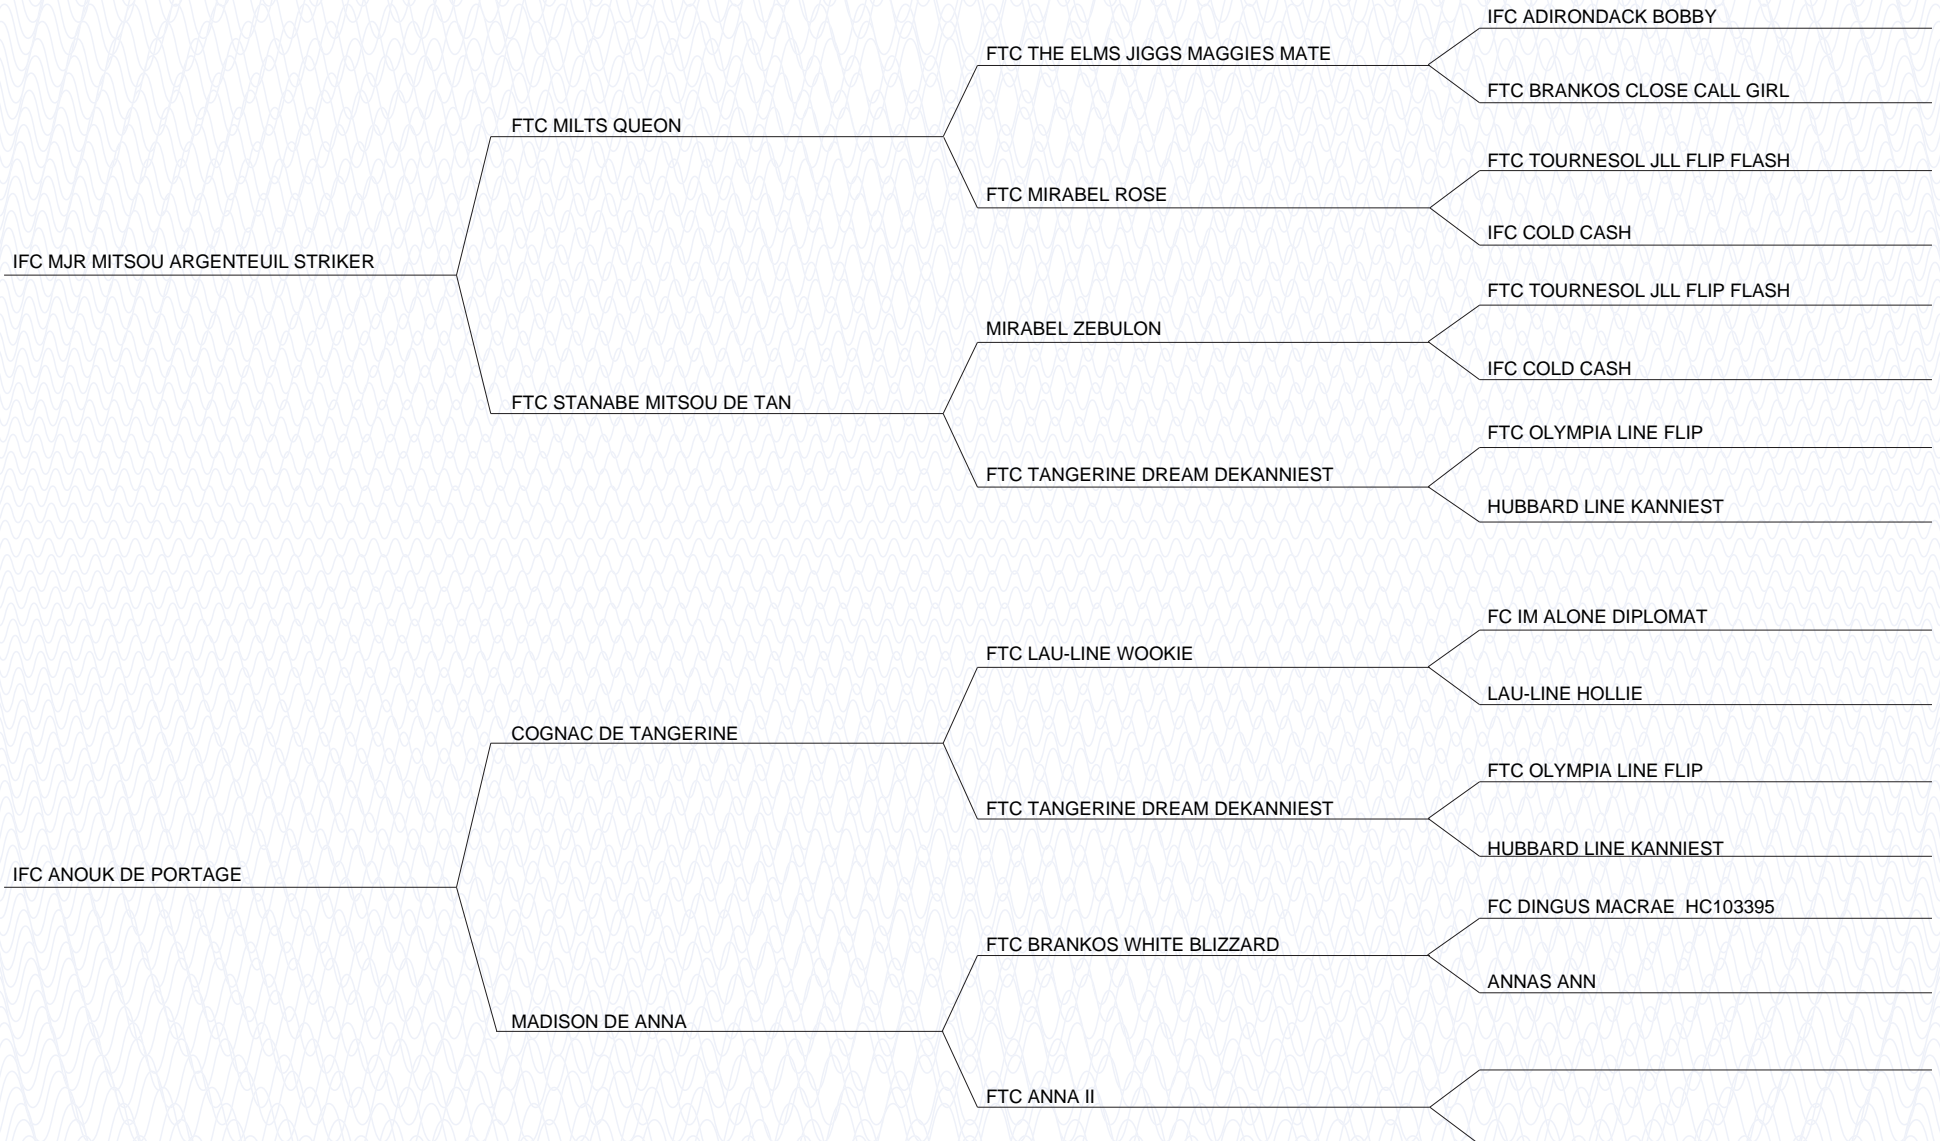 IFC ADIRONDACK BOBBY
FTC THE ELMS JIGGS MAGGIES MATE
FTC BRANKOS CLOSE CALL GIRL
FTC MILTS QUEON
FTC TOURNESOL JLL FLIP FLASH
FTC MIRABEL ROSE
IFC COLD CASH
IFC MJR MITSOU ARGENTEUIL STRIKER
FTC TOURNESOL JLL FLIP FLASH
MIRABEL ZEBULON
IFC COLD CASH
FTC STANABE MITSOU DE TAN
FTC OLYMPIA LINE FLIP
FTC TANGERINE DREAM DEKANNIEST
HUBBARD LINE KANNIEST
FC IM ALONE DIPLOMAT
FTC LAU-LINE WOOKIE
LAU-LINE HOLLIE
COGNAC DE TANGERINE
FTC OLYMPIA LINE FLIP
FTC TANGERINE DREAM DEKANNIEST
HUBBARD LINE KANNIEST
IFC ANOUK DE PORTAGE
FC DINGUS MACRAE  HC103395
FTC BRANKOS WHITE BLIZZARD
ANNAS ANN
MADISON DE ANNA
FTC ANNA II